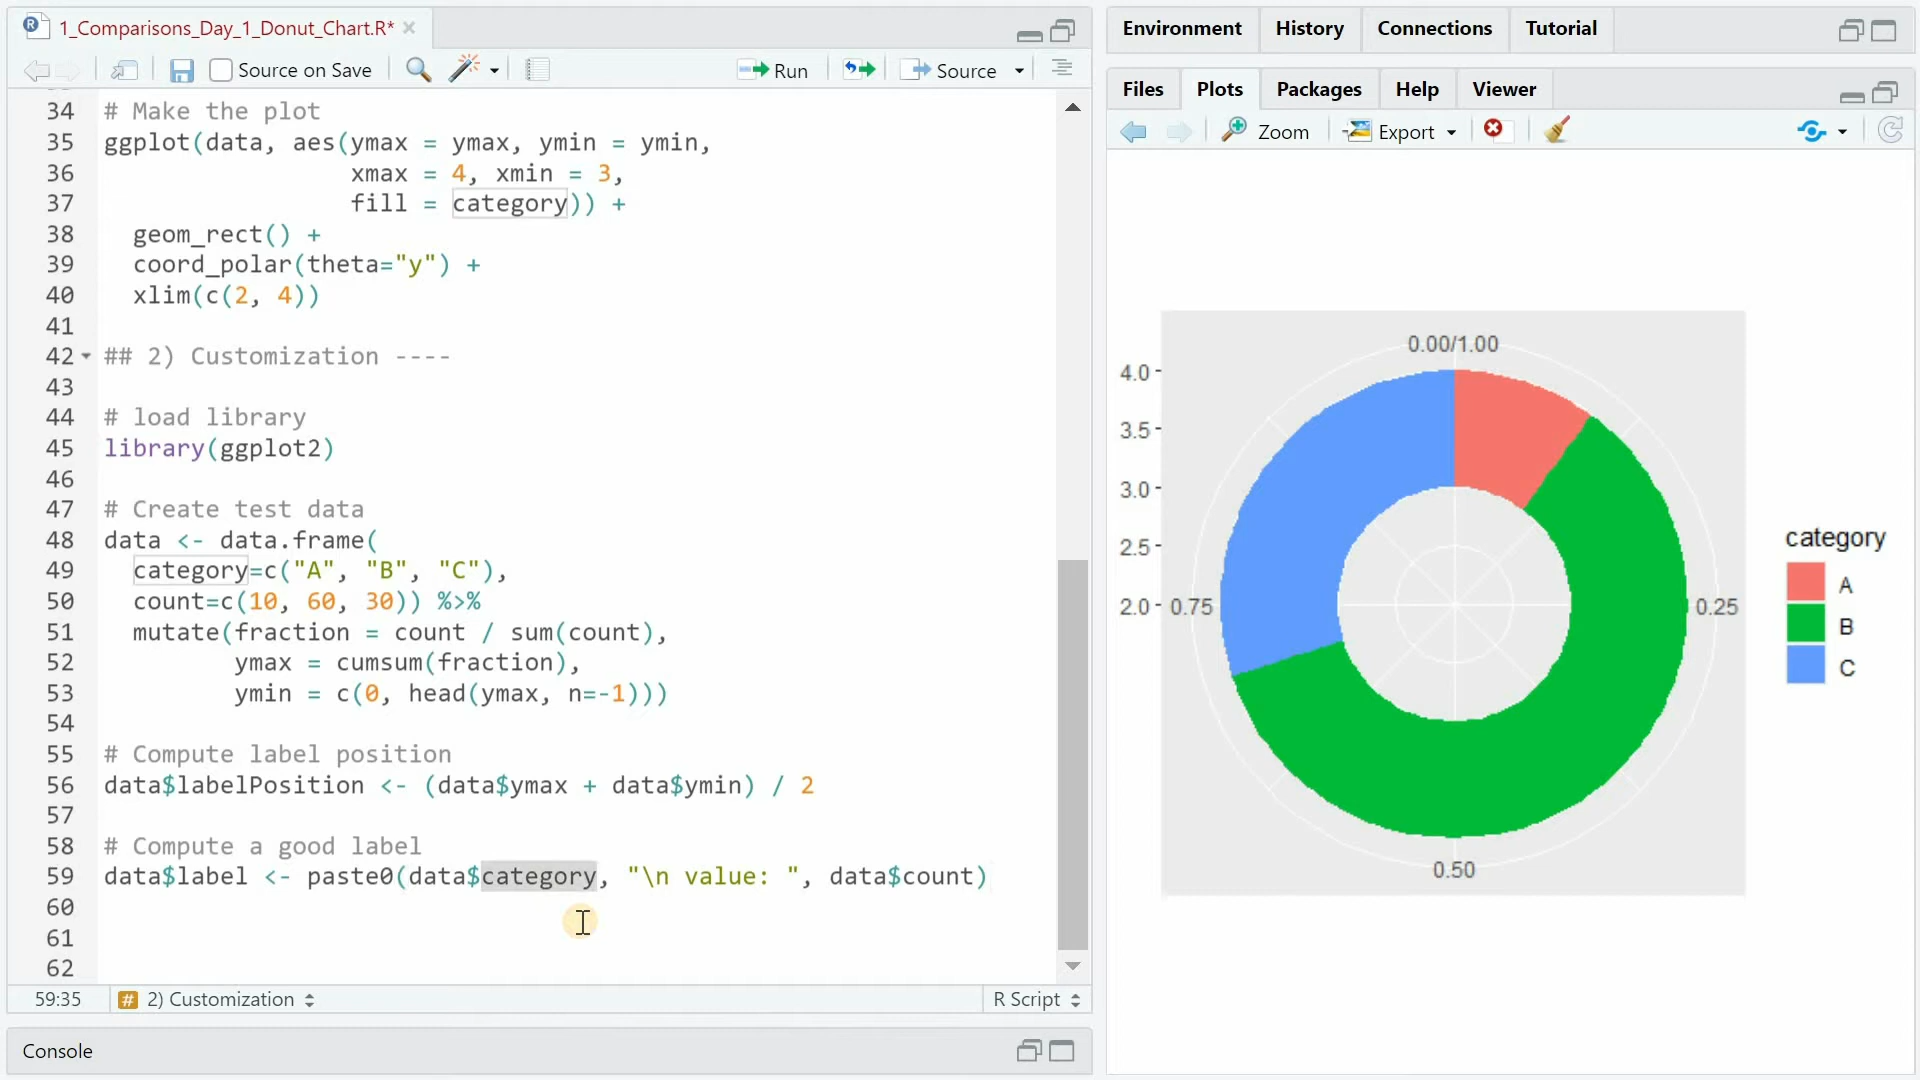 1_Comparisons_Day_1_Donut_Chart.R*
Source on Save
Run
Source
34 # Make the plot
35 ggplot(data, aes(ymax = ymax, ymin = ymin,
36 xmax = 4, xmin = 3,
37 fill = category)) +
38 geom_rect() +
39 coord_polar(theta="y") +
40 xlim(c(2, 4))
41
42 ## 2) Customization ----
43
44 # load library
45 library(ggplot2)
46
47 # Create test data
48 data <- data.frame(
49 category=c("A", "B", "C"),
50 count=c(10, 60, 30)) %>%
51 mutate(fraction = count / sum(count),
52 ymax = cumsum(fraction),
53 ymin = c(0, head(ymax, n=-1)))
54
55 # Compute label position
56 data$labelPosition <- (data$ymax + data$ymin) / 2
57
58 # Compute a good label
59 data$label <- paste0(data$category, "\n value: ", data$count)
60
61
62
59:35 # 2) Customization R Script
Console
Environment History Connections Tutorial
Files Plots Packages Help Viewer
Zoom Export
0.00/1.00
4.0
3.5
3.0
2.5
2.0 0.75 0.25
0.50
category
A
B
C